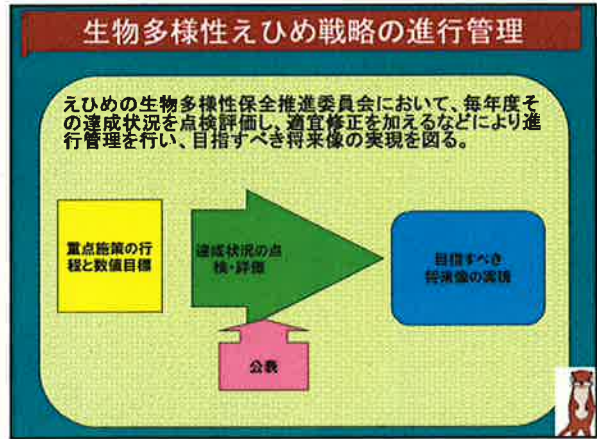 生物多様性えひめ戦略の進行管理
えひめの生物多様性保全推進委員会において、毎年度そ
の達成状況を点検評価し、適宜修正を加えるなどにより進
行管理を行い、目指すべき将来像の実現を図る。
重点施策の行
程と数値目標
達成状況の点
検・評価
目指すべき
将来像の実現
公表